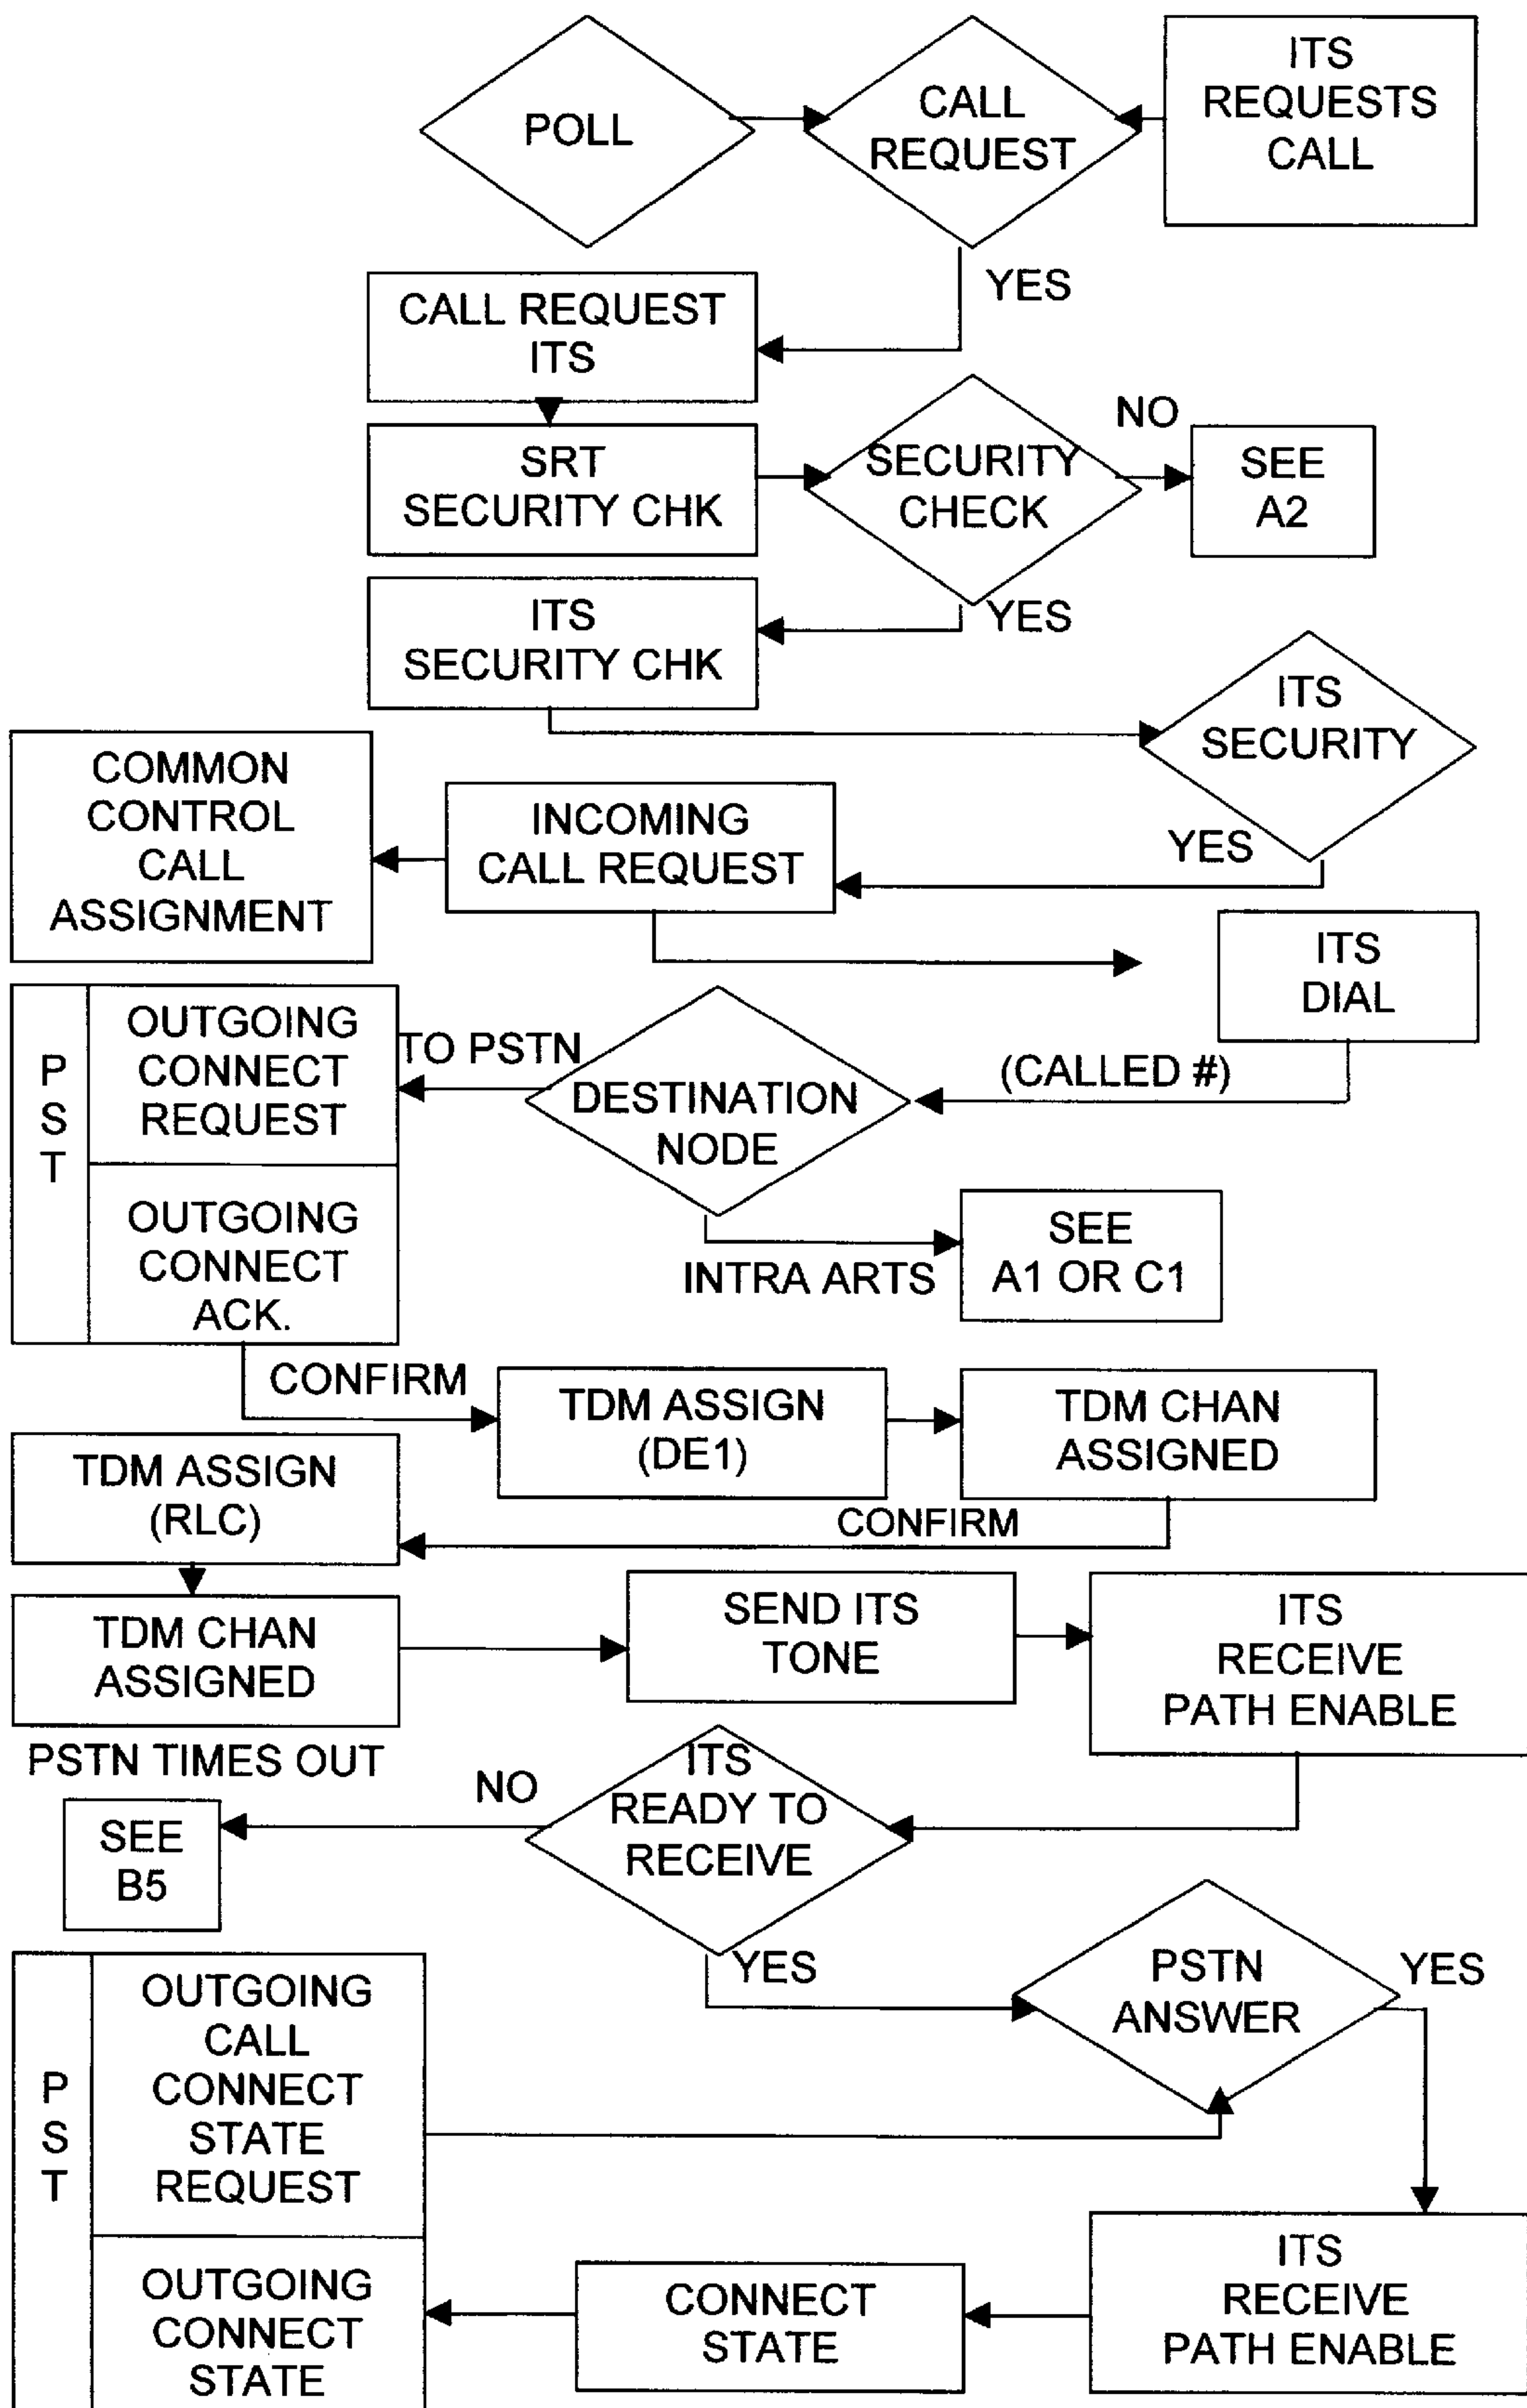 POLL
CALL
REQUEST
ITS
REQUESTS
CALL
YES
CALL REQUEST
ITS
NO
SRT
SECURITY CHK
SECURITY
CHECK
SEE
A2
YES
ITS
SECURITY CHK
ITS
SECURITY
YES
COMMON
CONTROL
CALL
ASSIGNMENT
INCOMING
CALL REQUEST
ITS
DIAL
P
S
T
OUTGOING
CONNECT
REQUEST
TO PSTN
DESTINATION
NODE
(CALLED #)
OUTGOING
CONNECT
ACK.
INTRA ARTS
SEE
A1 OR C1
CONFIRM
TDM ASSIGN
(DE1)
TDM CHAN
ASSIGNED
CONFIRM
TDM ASSIGN
(RLC)
TDM CHAN
ASSIGNED
SEND ITS
TONE
ITS
RECEIVE
PATH ENABLE
PSTN TIMES OUT
NO
ITS
READY TO
RECEIVE
SEE
B5
YES
PSTN
ANSWER
YES
P
S
T
OUTGOING
CALL
CONNECT
STATE
REQUEST
OUTGOING
CONNECT
STATE
CONNECT
STATE
ITS
RECEIVE
PATH ENABLE